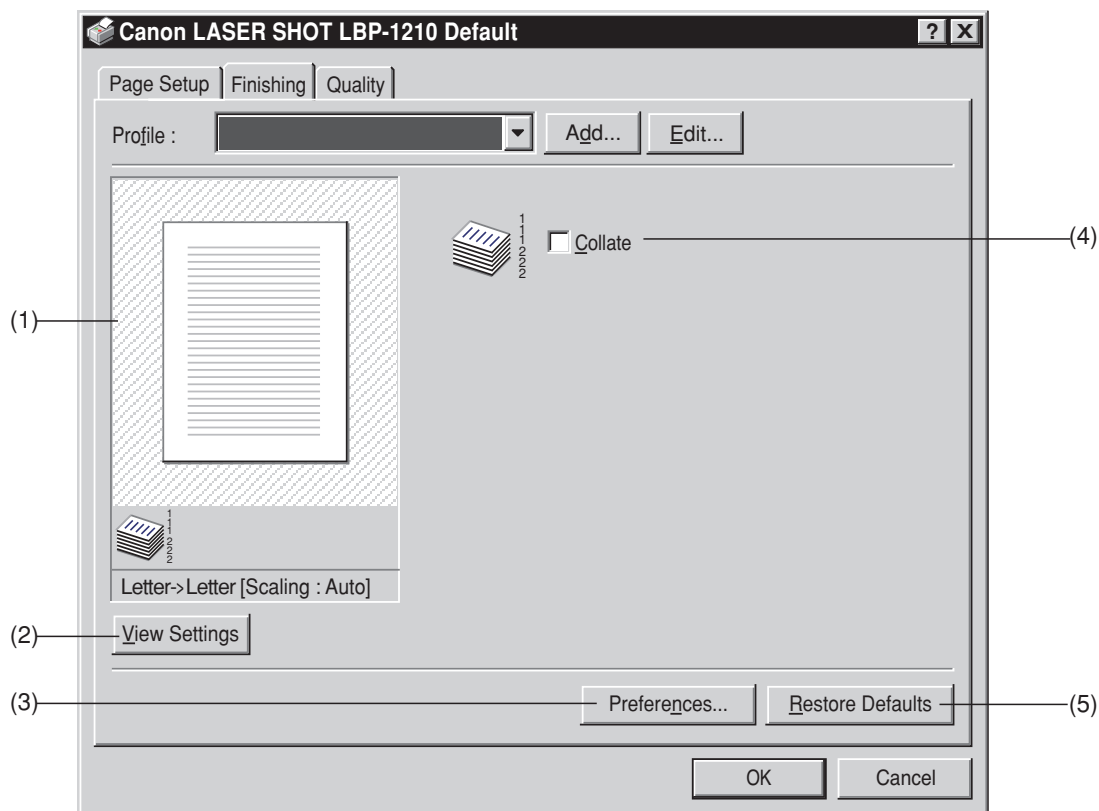 Canon LASER SHOT LBP-1210 Default ? X
Page Setup Finishing Quality
Profile : Add... Edit...
1
1
1
2
2
2
Collate (4)
(1)
1
1
1
2
2
2
Letter->Letter [Scaling : Auto]
(2) View Settings
(3) Preferences... Restore Defaults (5)
OK Cancel